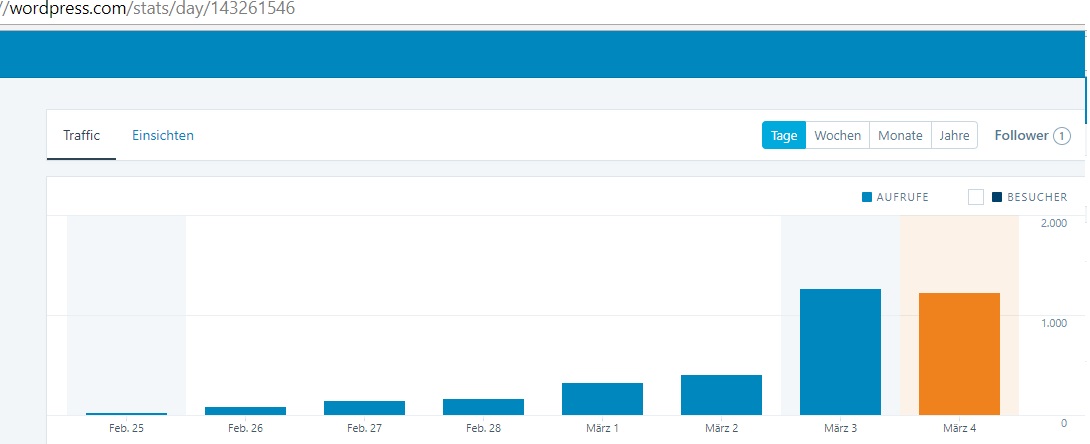 //wordpress.com/stats/day/143261546
Traffic Einsichten Tage Wochen Monate Jahre Follower 1
AUFRUFE BESUCHER
2.000
1.000
0
Feb. 25 Feb. 26 Feb. 27 Feb. 28 März 1 März 2 März 3 März 4